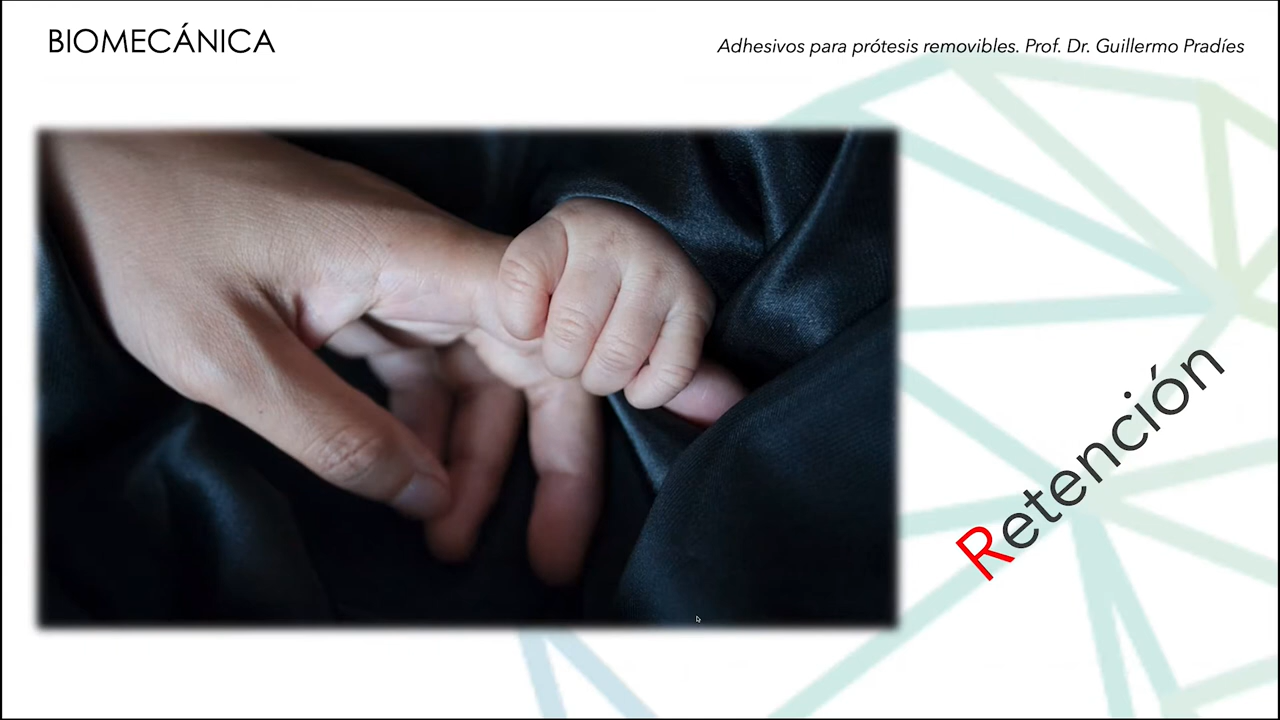 BIOMECÁNICA
Adhesivos para prótesis removibles. Prof. Dr. Guillermo Pradíes
Retención